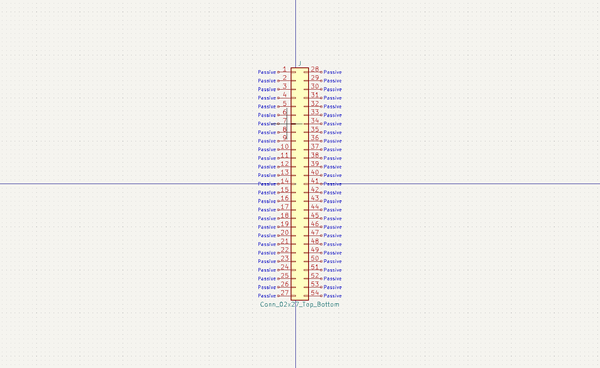 J
Passive 1 28 Passive
Passive 2 29 Passive
Passive 3 30 Passive
Passive 4 31 Passive
Passive 5 32 Passive
Passive 6 33 Passive
Passive 7 34 Passive
Passive 8 35 Passive
Passive 9 36 Passive
Passive 10 37 Passive
Passive 11 38 Passive
Passive 12 39 Passive
Passive 13 40 Passive
Passive 14 41 Passive
Passive 15 42 Passive
Passive 16 43 Passive
Passive 17 44 Passive
Passive 18 45 Passive
Passive 19 46 Passive
Passive 20 47 Passive
Passive 21 48 Passive
Passive 22 49 Passive
Passive 23 50 Passive
Passive 24 51 Passive
Passive 25 52 Passive
Passive 26 53 Passive
Passive 27 54 Passive
Conn_02x27_Top_Bottom